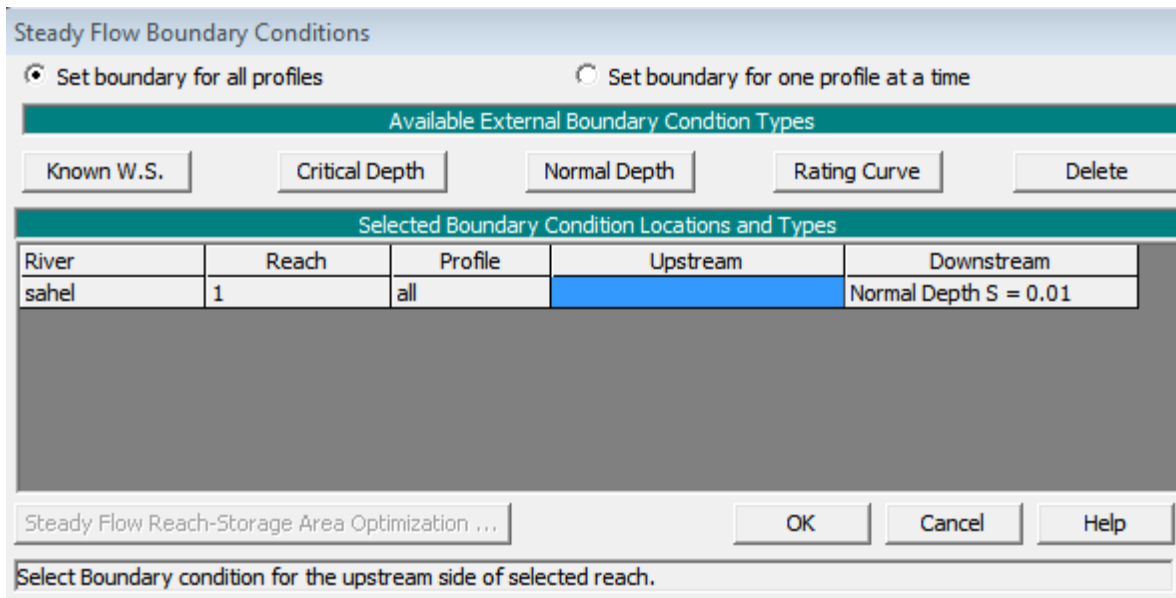 Steady Flow Boundary Conditions
Set boundary for all profiles Set boundary for one profile at a time
Available External Boundary Condtion Types
Known W.S. Critical Depth Normal Depth Rating Curve Delete
Selected Boundary Condition Locations and Types
River Reach Profile Upstream Downstream
sahel 1 all Normal Depth S = 0.01
Steady Flow Reach-Storage Area Optimization ... OK Cancel Help
Select Boundary condition for the upstream side of selected reach.